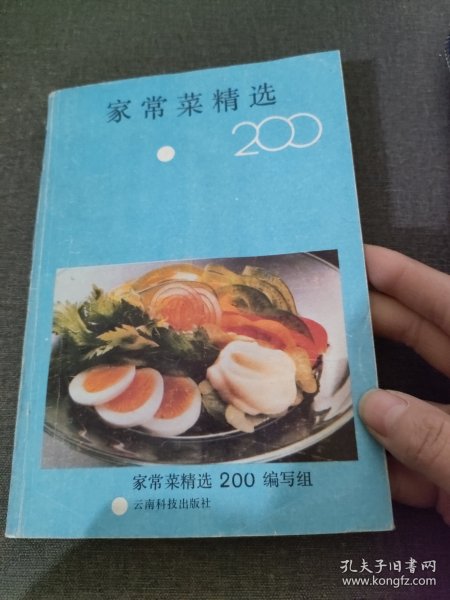 家常菜精选
200
家常菜精选 200 编写组
云南科技出版社
孔夫子旧书网
www.kongfz.com